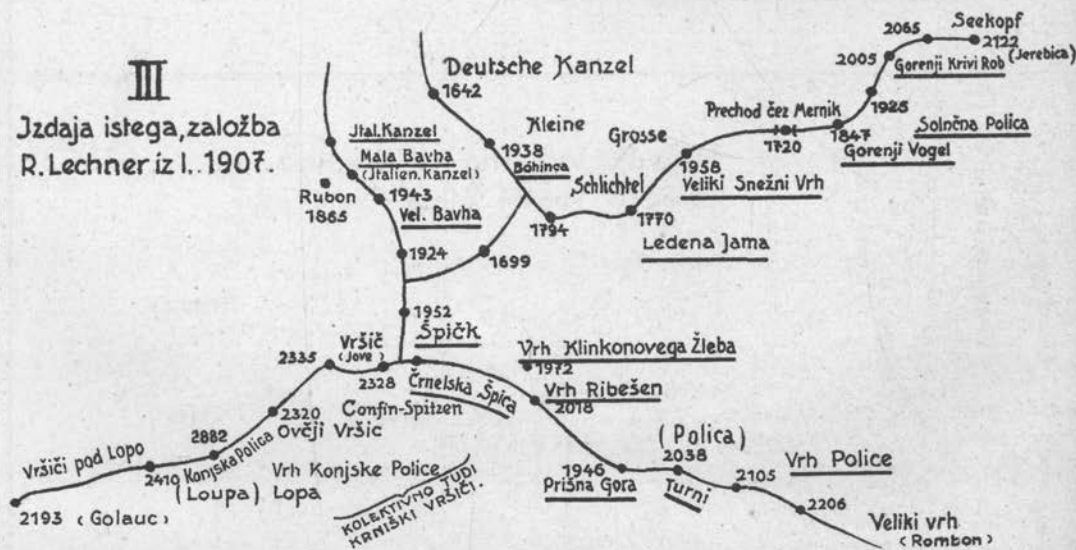 III
Jzdaja istega, založba
R. Lechner iz l. 1907.
Deutsche Kanzel
1642
Jtal. Kanzel
Mala Bavha
(Jtalien. Kanzel)
1943
Rubon
1865
Vel. Bavha
1924
1699
1952
Kleine
1938
Bohinca
1794
Schlichtel
1770
Ledena Jama
Grosse
1958
Veliki Snežni Vrh
Prechod čez Mernik
1720
1847
Gorenji Vogel
1925
Solnčna Polica
2005
2065
Seekopf
2122
(Jerebica)
Gorenji Krivi Rob
Špičk
Vršič
(Jove)
2335
2328
Črnelska Špica
Confin-Spitzen
2320
Ovčji Vršic
2882
Konjska Polica
2410
Vršiči pod Lopo
2193 (Golauc)
(Loupa) Lopa
Vrh Konjske Police
KOLEKTIVNO TUDI
KRNIŠKI VRŠIČI.
Vrh Klinkonovega Žleba
1972
Vrh Ribešen
2018
1946
Prišna Gora
(Polica)
2038
Turni
2105
Vrh Police
2206
Veliki vrh
(Rombon)